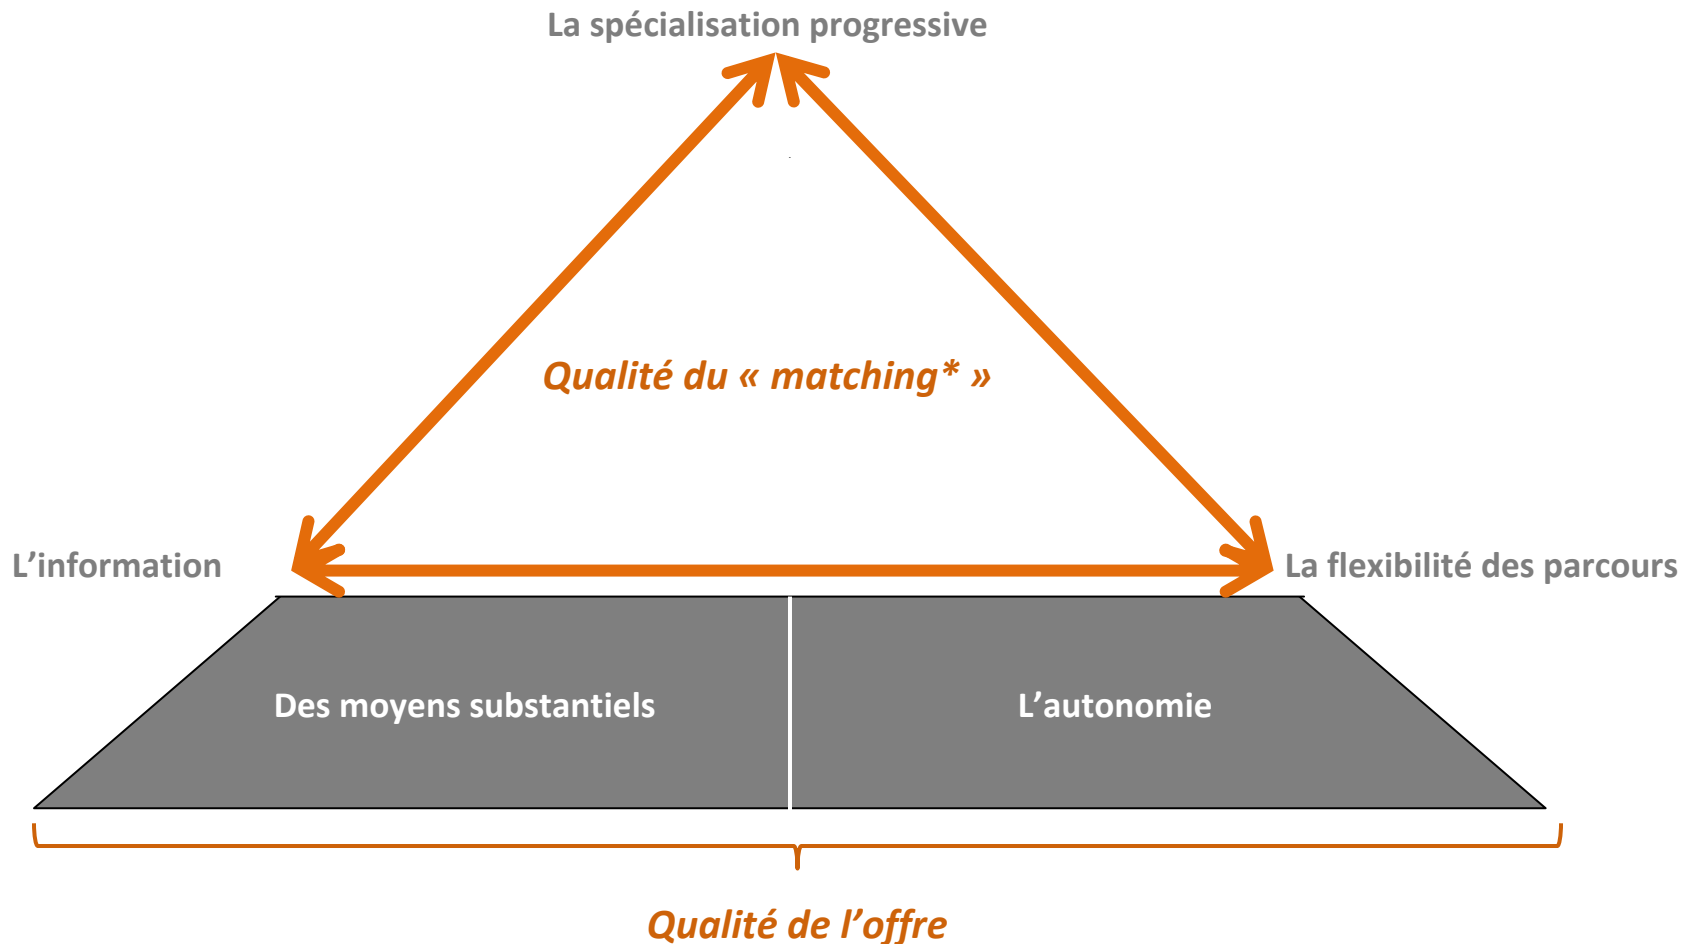 La spécialisation progressive
Qualité du « matching* »
L’information
La flexibilité des parcours
Des moyens substantiels
L’autonomie
Qualité de l’offre